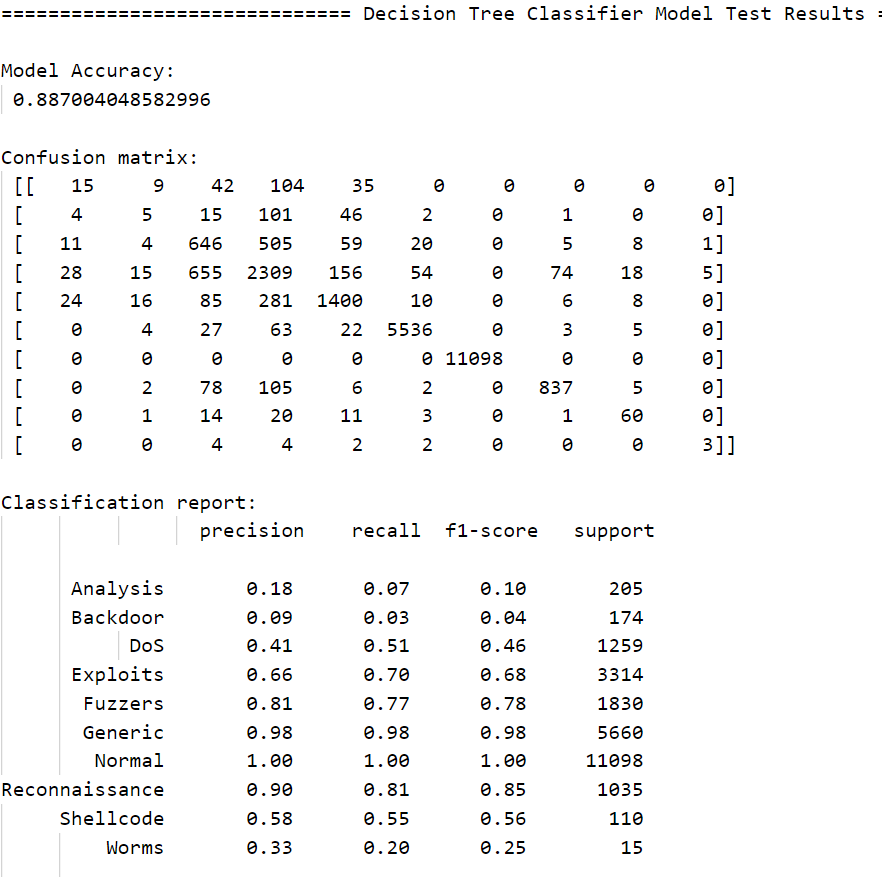 ============================== Decision Tree Classifier Model Test Results =
Model Accuracy:
0.887004048582996
Confusion matrix:
[[ 15 9 42 104 35 0 0 0 0 0]
[ 4 5 15 101 46 2 0 1 0 0]
[ 11 4 646 505 59 20 0 5 8 1]
[ 28 15 655 2309 156 54 0 74 18 5]
[ 24 16 85 281 1400 10 0 6 8 0]
[ 0 4 27 63 22 5536 0 3 5 0]
[ 0 0 0 0 0 0 11098 0 0 0]
[ 0 2 78 105 6 2 0 837 5 0]
[ 0 1 14 20 11 3 0 1 60 0]
[ 0 0 4 4 2 2 0 0 0 3]]
Classification report:
precision recall f1-score support
Analysis 0.18 0.07 0.10 205
Backdoor 0.09 0.03 0.04 174
DoS 0.41 0.51 0.46 1259
Exploits 0.66 0.70 0.68 3314
Fuzzers 0.81 0.77 0.78 1830
Generic 0.98 0.98 0.98 5660
Normal 1.00 1.00 1.00 11098
Reconnaissance 0.90 0.81 0.85 1035
Shellcode 0.58 0.55 0.56 110
Worms 0.33 0.20 0.25 15